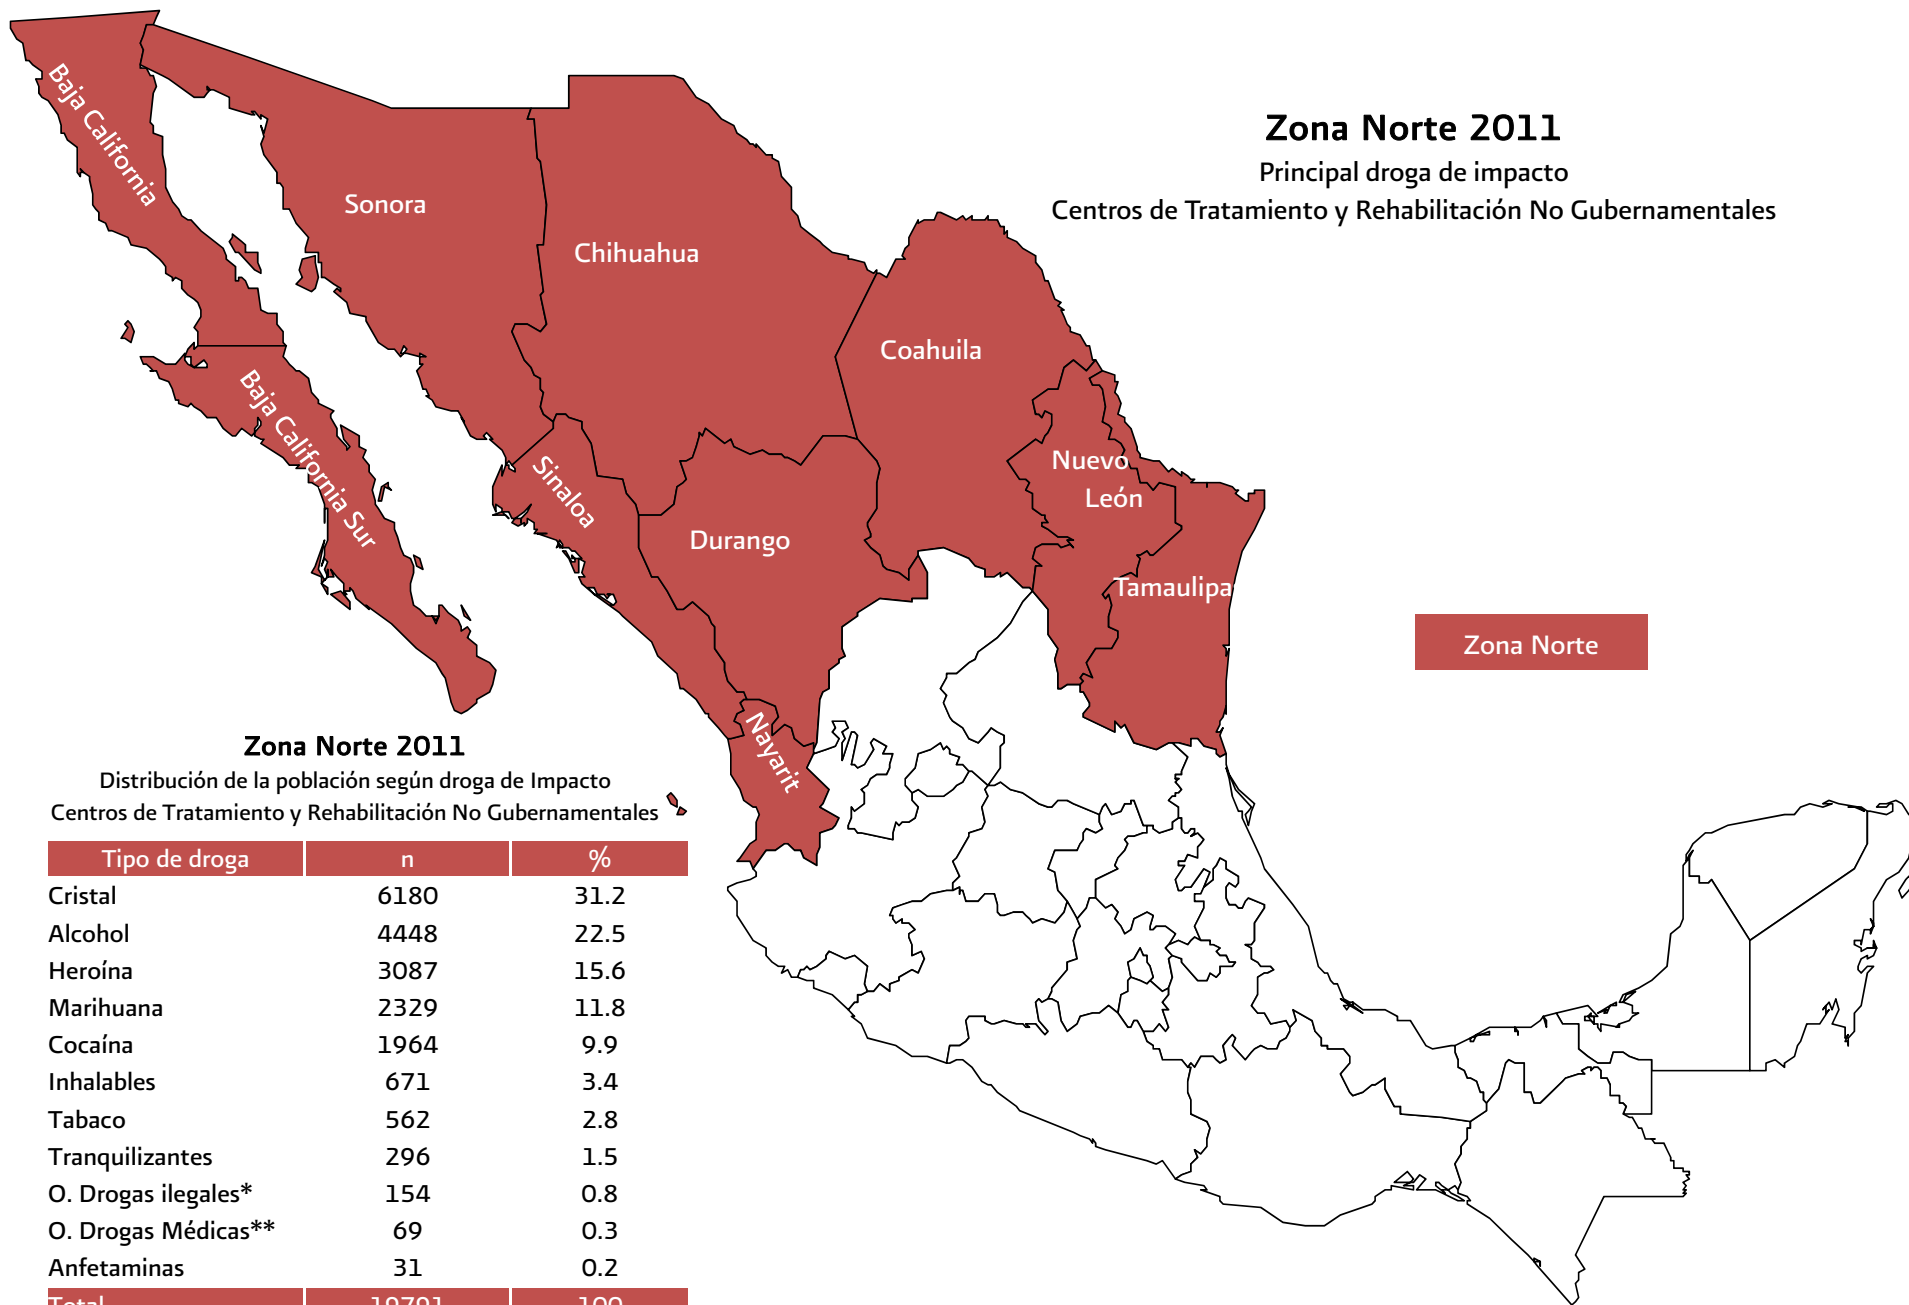 Zona Norte 2011
Principal droga de impacto
Centros de Tratamiento y Rehabilitación No Gubernamentales
Baja California
Sonora
Chihuahua
Coahuila
Baja California Sur
Sinaloa
Nuevo
León
Durango
Tamaulipa
Zona Norte
Nayarit
Zona Norte 2011
Distribución de la población según droga de Impacto
Centros de Tratamiento y Rehabilitación No Gubernamentales
Tipo de droga n %
Cristal 6180 31.2
Alcohol 4448 22.5
Heroína 3087 15.6
Marihuana 2329 11.8
Cocaína 1964 9.9
Inhalables 671 3.4
Tabaco 562 2.8
Tranquilizantes 296 1.5
O. Drogas ilegales* 154 0.8
O. Drogas Médicas** 69 0.3
Anfetaminas 31 0.2
Total 19791 100